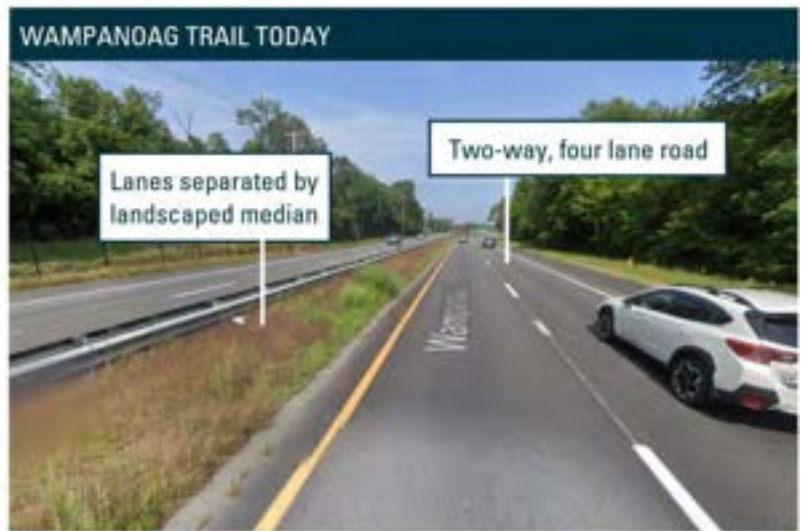 WAMPANOAG TRAIL TODAY
Two-way, four lane road
Lanes separated by
landscaped median